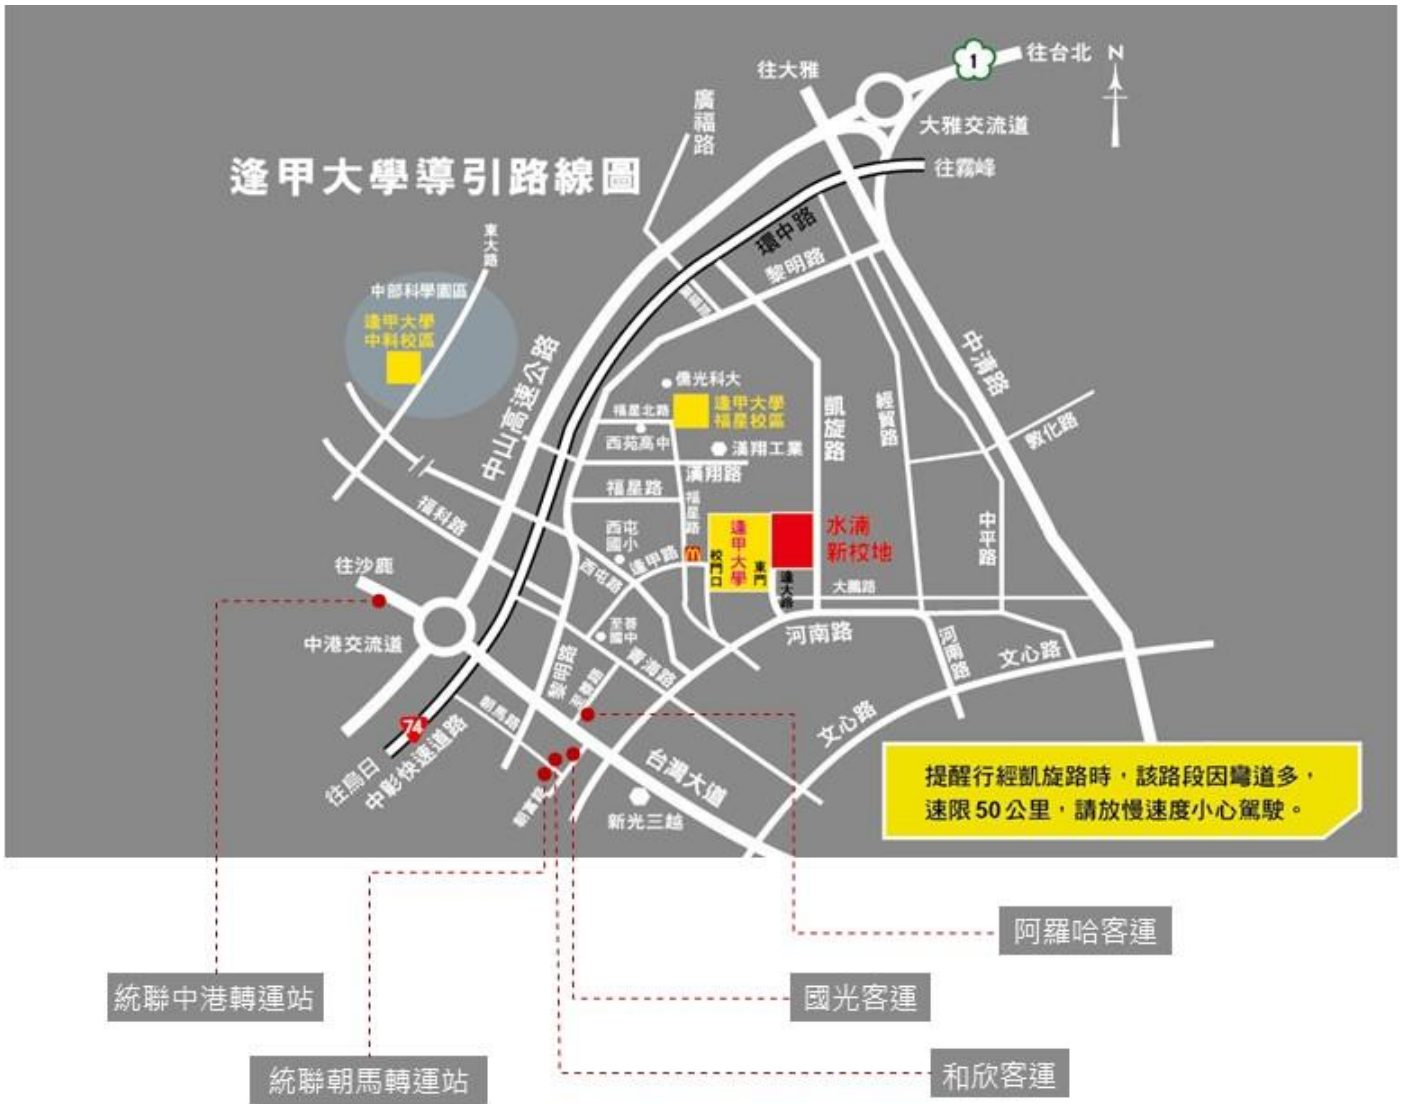 往台北
N
1
往大雅
大雅交流道
廣福路
逢甲大學導引路線圖
往霧峰
環中路
黎明路
東大路
中部科學園區
廣福路
逢甲大學
中科校區
中山高速公路
中清路
僑光科大
逢甲大學
福星校區
福星北路
西苑高中
漢翔工業
漢翔路
凱旋路
經貿路
敦化路
福星路
福星路
福科路
西屯
國小
逢甲路
西屯路
校門口
逢甲大學
東門
水湳
新校地
中平路
逢大路
大鵬路
往沙鹿
中港交流道
至善
國中
河南路
河南路
文心路
青海路
黎明路
至善路
朝馬路
74
往烏日
中彰快速道路
台灣大道
文心路
朝富路
新光三越
提醒行經凱旋路時，該路段因彎道多，
速限50公里，請放慢速度小心駕駛。
阿羅哈客運
統聯中港轉運站
國光客運
統聯朝馬轉運站
和欣客運